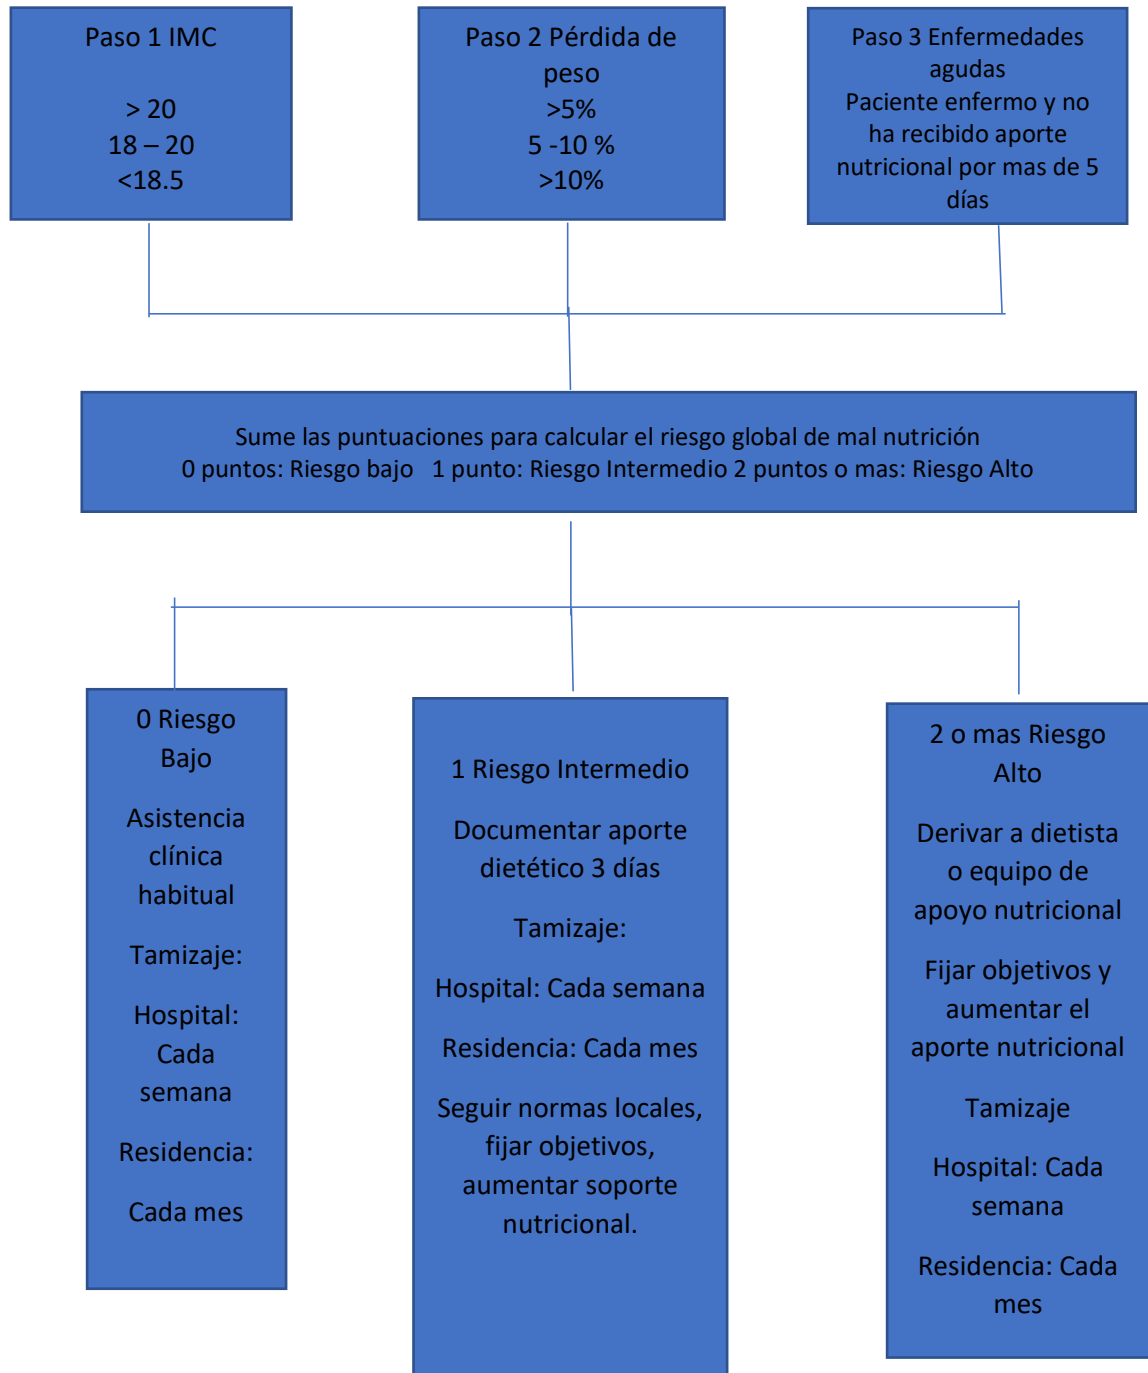 Paso 1 IMC
> 20
18 – 20
<18.5
Paso 2 Pérdida de
peso
>5%
5 -10 %
>10%
Paso 3 Enfermedades
agudas
Paciente enfermo y no
ha recibido aporte
nutricional por mas de 5
días
Sume las puntuaciones para calcular el riesgo global de mal nutrición
0 puntos: Riesgo bajo   1 punto: Riesgo Intermedio 2 puntos o mas: Riesgo Alto
0 Riesgo
Bajo
Asistencia
clínica
habitual
Tamizaje:
Hospital:
Cada
semana
Residencia:
Cada mes
1 Riesgo Intermedio
Documentar aporte
dietético 3 días
Tamizaje:
Hospital: Cada semana
Residencia: Cada mes
Seguir normas locales,
fijar objetivos,
aumentar soporte
nutricional.
2 o mas Riesgo
Alto
Derivar a dietista
o equipo de
apoyo nutricional
Fijar objetivos y
aumentar el
aporte nutricional
Tamizaje
Hospital: Cada
semana
Residencia: Cada
mes